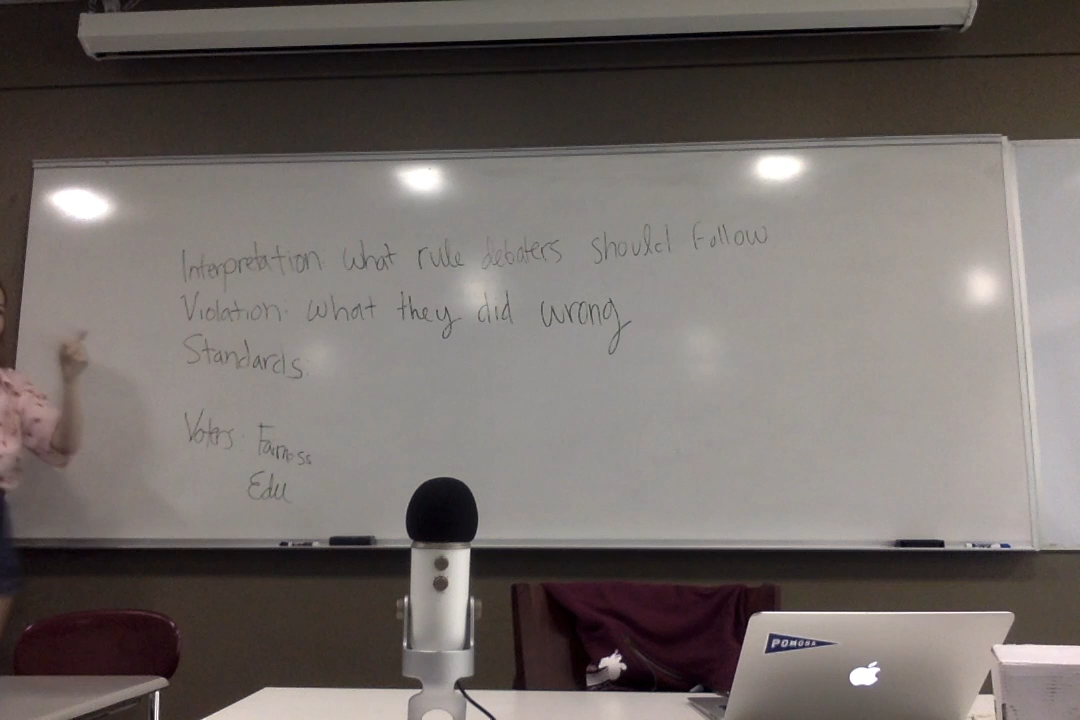 Interpretation: What rule debaters should Follow
Violation: What they did wrong
Standards:
Voters: Fairness
Edu
POMONA